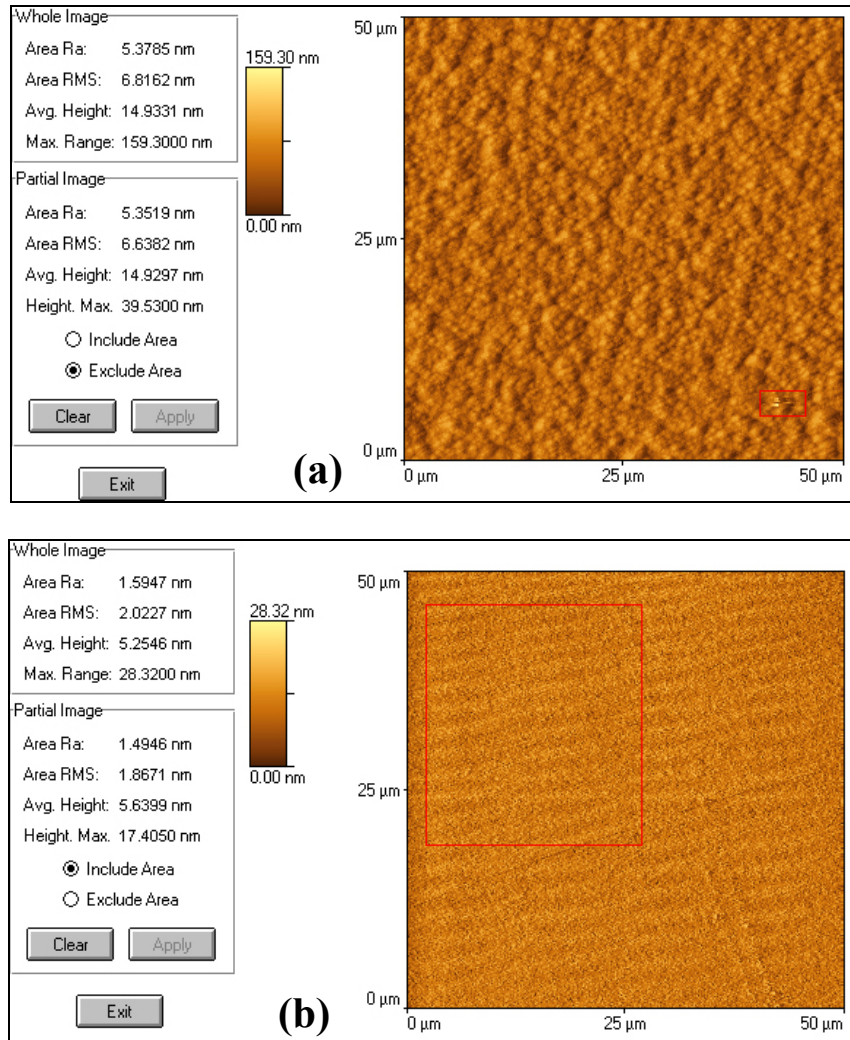 Whole Image
Area Ra: 5.3785 nm
Area RMS: 6.8162 nm
Avg. Height: 14.9331 nm
Max. Range: 159.3000 nm
Partial Image
Area Ra: 5.3519 nm
Area RMS: 6.6382 nm
Avg. Height: 14.9297 nm
Height. Max. 39.5300 nm
Include Area
Exclude Area
Clear Apply
Exit
159.30 nm
0.00 nm
50 µm
25 µm
0 µm
0 µm 25 µm 50 µm
(a)
Whole Image
Area Ra: 1.5947 nm
Area RMS: 2.0227 nm
Avg. Height: 5.2546 nm
Max. Range: 28.3200 nm
Partial Image
Area Ra: 1.4946 nm
Area RMS: 1.8671 nm
Avg. Height: 5.6399 nm
Height. Max. 17.4050 nm
Include Area
Exclude Area
Clear Apply
Exit
28.32 nm
0.00 nm
50 µm
25 µm
0 µm
0 µm 25 µm 50 µm
(b)